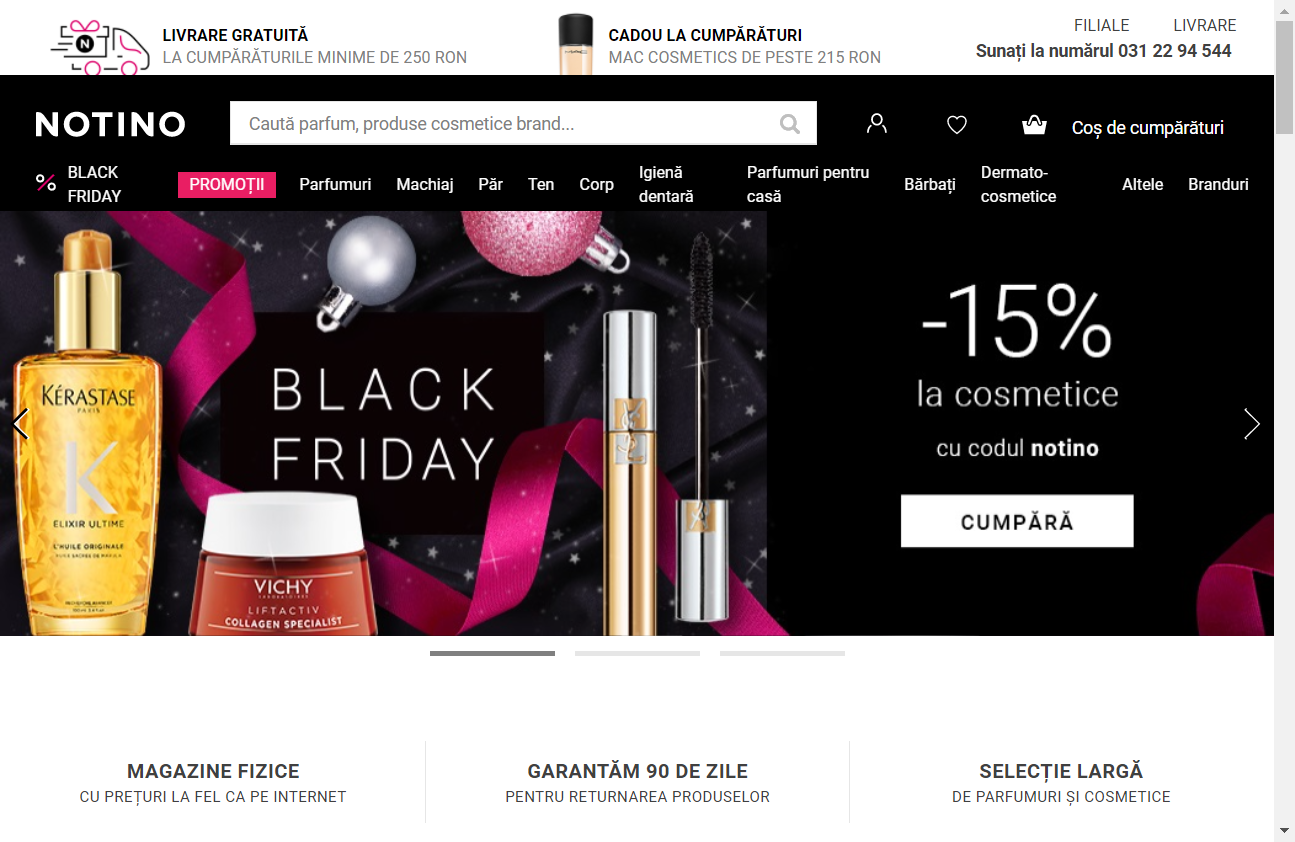 LIVRARE GRATUITĂ
LA CUMPĂRĂTURILE MINIME DE 250 RON
CADOU LA CUMPĂRĂTURI
MAC COSMETICS DE PESTE 215 RON
FILIALE
LIVRARE
Sunați la numărul 031 22 94 544
N
NOTINO
Caută parfum, produse cosmetice brand...
Coș de cumpărături
BLACK
FRIDAY
PROMOȚII
Parfumuri
Machiaj
Păr
Ten
Corp
Igienă
dentară
Parfumuri pentru
casă
Bărbați
Dermato-
cosmetice
Altele
Branduri
KÉRASTASE
PARIS
K
ELIXIR ULTIME
L'HUILE ORIGINALE
BLACK
FRIDAY
VICHY
LABORATOIRES
LIFTACTIV
COLLAGEN SPECIALIST
-15%
la cosmetice
cu codul notino
CUMPĂRĂ
MAGAZINE FIZICE
CU PREȚURI LA FEL CA PE INTERNET
GARANTĂM 90 DE ZILE
PENTRU RETURNAREA PRODUSELOR
SELECȚIE LARGĂ
DE PARFUMURI ȘI COSMETICE